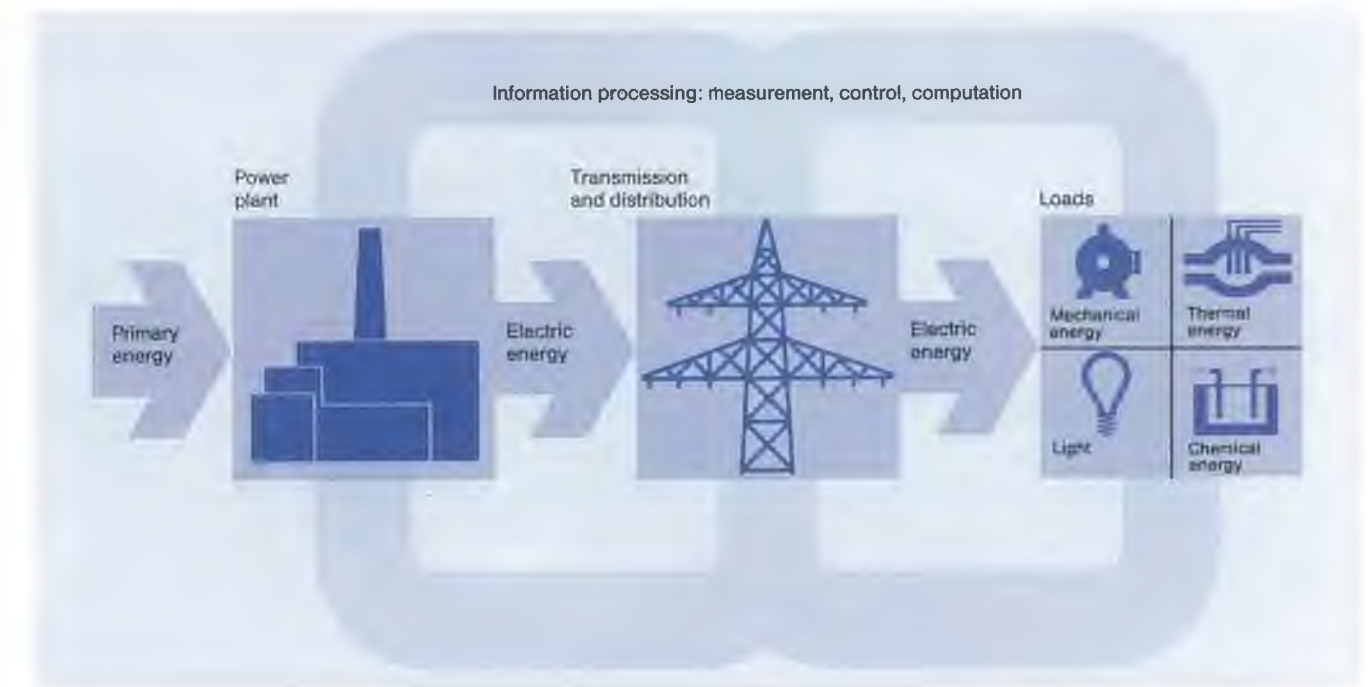 Information processing: measurement, control, computation
Power
plant
Transmission
and distribution
Loads
Primary
energy
Electric
energy
Electric
energy
Mechanical
energy
Thermal
energy
Light
Chemical
energy